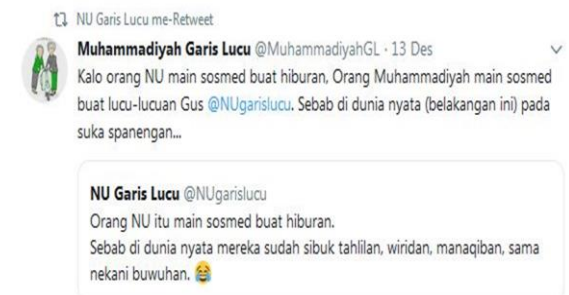 NU Garis Lucu me-Retweet
Muhammadiyah Garis Lucu @MuhammadiyahGL · 13 Des
Kalo orang NU main sosmed buat hiburan, Orang Muhammadiyah main sosmed
buat lucu-lucuan Gus @NUgarislucu. Sebab di dunia nyata (belakangan ini) pada
suka spanengan...
NU Garis Lucu @NUgarislucu
Orang NU itu main sosmed buat hiburan.
Sebab di dunia nyata mereka sudah sibuk tahlilan, wiridan, manaqiban, sama
nekani buwuhan. 😂